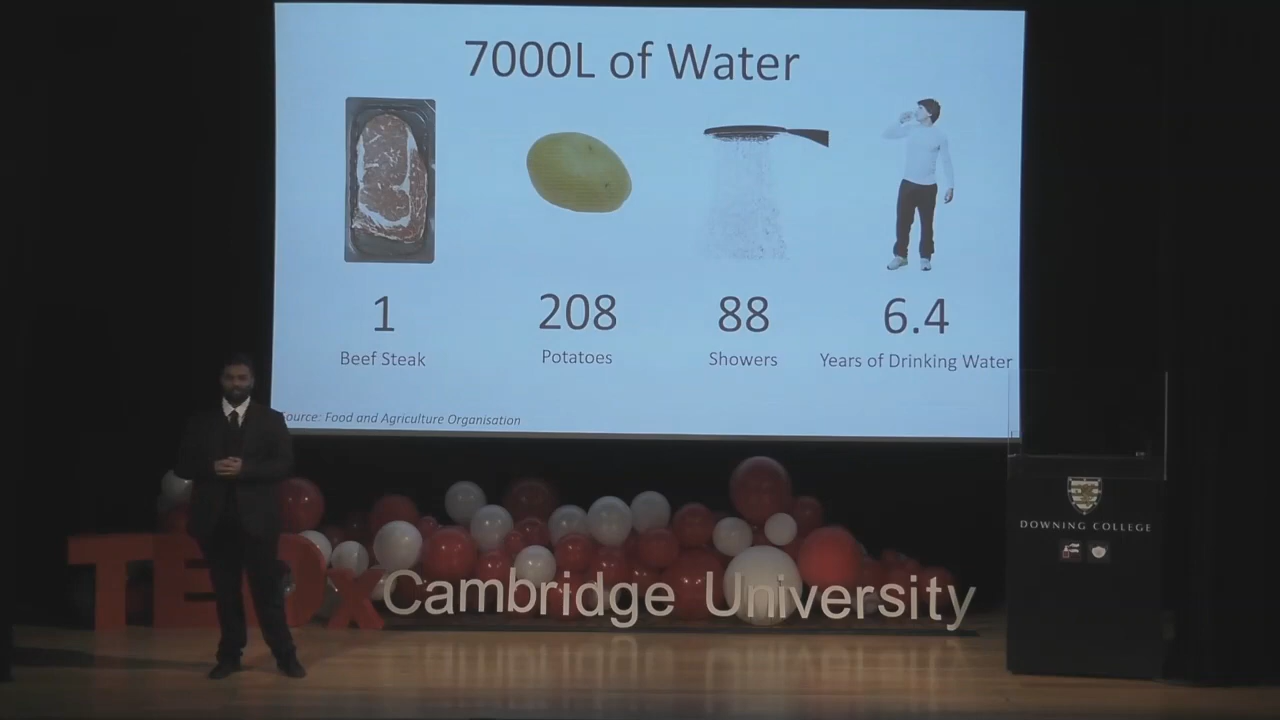 7000L of Water
1
Beef Steak
208
Potatoes
88
Showers
6.4
Years of Drinking Water
Source: Food and Agriculture Organisation
TEDx Cambridge University
DOWNING COLLEGE